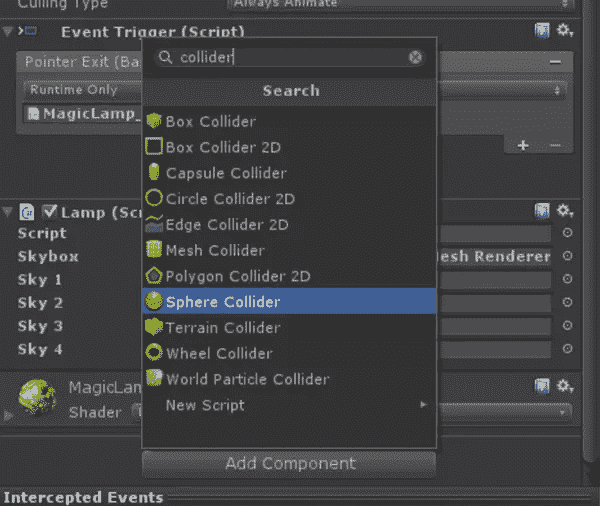 Culling Type Always Animate
Event Trigger (Script)
Pointer Exit (Ba
Runtime Only
MagicLamp_
collider
Search
Box Collider
Box Collider 2D
Capsule Collider
Circle Collider 2D
Edge Collider 2D
Mesh Collider
Polygon Collider 2D
Sphere Collider
Terrain Collider
Wheel Collider
World Particle Collider
New Script
Lamp (Scr
Script
Skybox
esh Renderer
Sky 1
Sky 2
Sky 3
Sky 4
MagicLam
Shader
Add Component
Intercepted Events